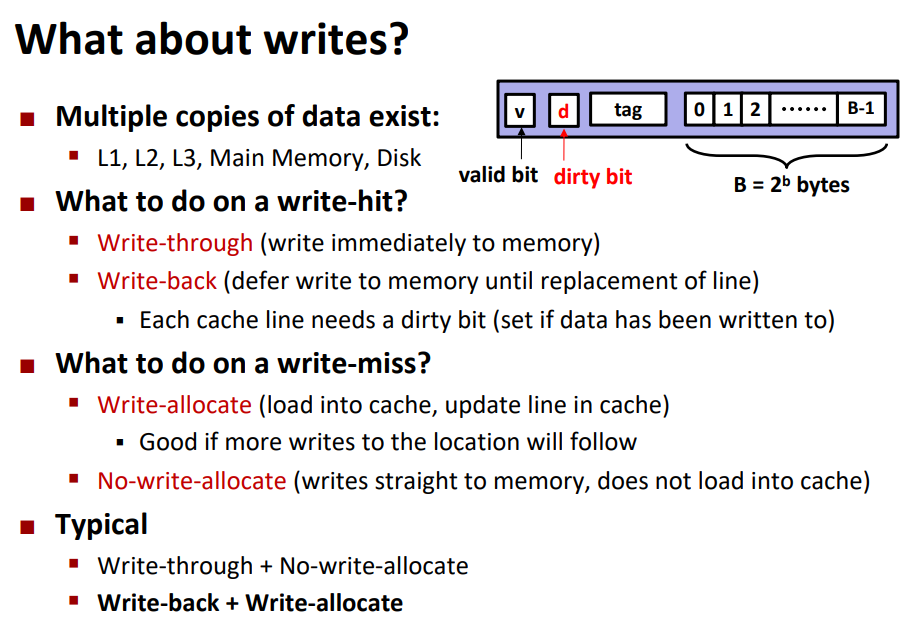 What about writes?
Multiple copies of data exist:
L1, L2, L3, Main Memory, Disk
v d tag 0 1 2 ...... B-1
valid bit dirty bit B = 2ᵇ bytes
What to do on a write-hit?
Write-through (write immediately to memory)
Write-back (defer write to memory until replacement of line)
Each cache line needs a dirty bit (set if data has been written to)
What to do on a write-miss?
Write-allocate (load into cache, update line in cache)
Good if more writes to the location will follow
No-write-allocate (writes straight to memory, does not load into cache)
Typical
Write-through + No-write-allocate
Write-back + Write-allocate